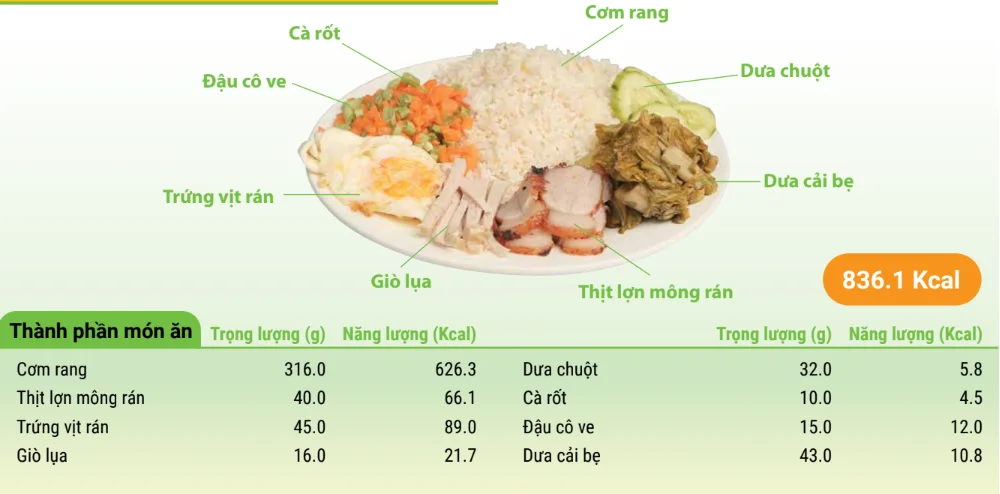 Cơm rang
Cà rốt
Dưa chuột
Đậu cô ve
Dưa cải bẹ
Trứng vịt rán
Giò lụa
Thịt lợn mông rán
836.1 Kcal
Thành phần món ăn Trọng lượng (g) Năng lượng (Kcal) Trọng lượng (g) Năng lượng (Kcal)
Cơm rang 316.0 626.3 Dưa chuột 32.0 5.8
Thịt lợn mông rán 40.0 66.1 Cà rốt 10.0 4.5
Trứng vịt rán 45.0 89.0 Đậu cô ve 15.0 12.0
Giò lụa 16.0 21.7 Dưa cải bẹ 43.0 10.8